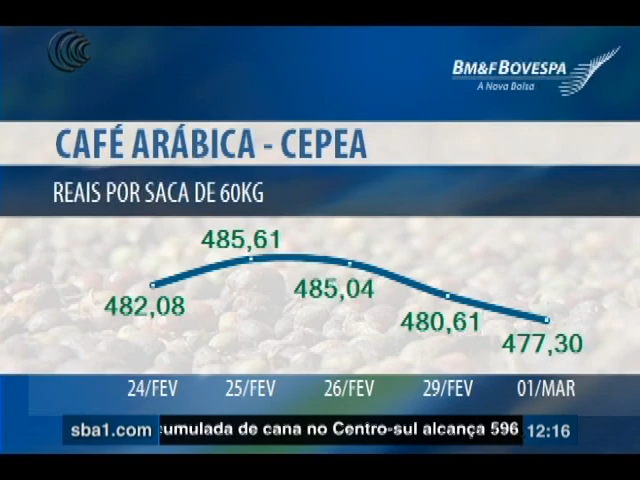 BM&FBOVESPA
A Nova Bolsa
CAFÉ ARÁBICA - CEPEA
REAIS POR SACA DE 60KG
482,08
485,61
485,04
480,61
477,30
24/FEV 25/FEV 26/FEV 29/FEV 01/MAR
sba1.com umulada de cana no Centro-sul alcança 596 12:16